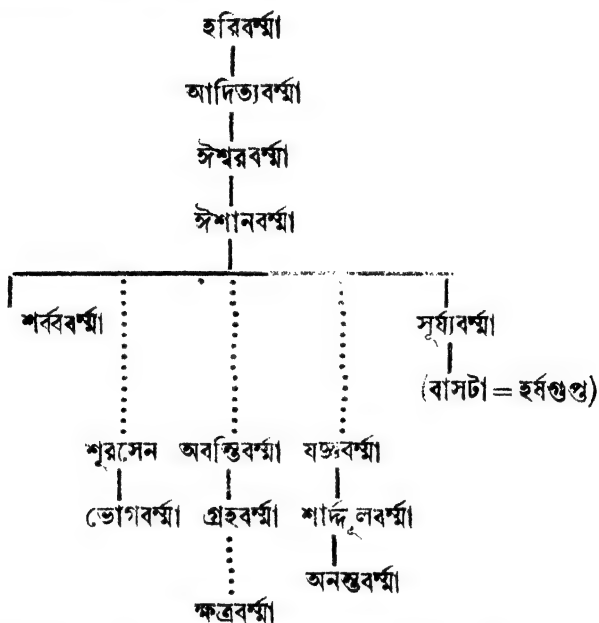 হরিবর্ম্মা
আদিত্যবর্ম্মা
ঈশ্বরবর্ম্মা
ঈশানবর্ম্মা
শর্ব্ববর্ম্মা সূর্য্যবর্ম্মা
(বাসটা = হর্ষগুপ্ত)
শূরসেন অবন্তিবর্ম্মা যজ্ঞবর্ম্মা
ভোগবর্ম্মা গ্রহবর্ম্মা শার্দ্দূলবর্ম্মা
অনন্তবর্ম্মা
ক্ষত্রবর্ম্মা